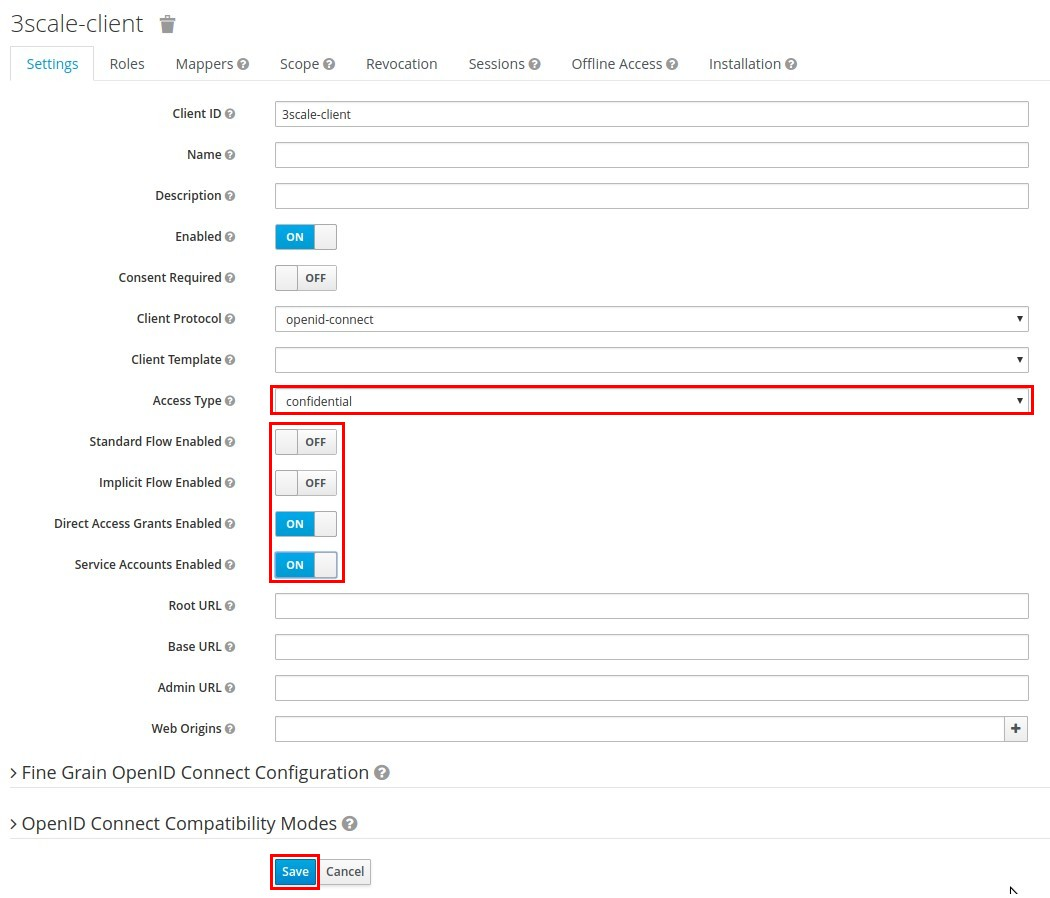 3scale-client
Settings Roles Mappers Scope Revocation Sessions Offline Access Installation
Client ID 3scale-client
Name
Description
Enabled ON
Consent Required OFF
Client Protocol openid-connect
Client Template
Access Type confidential
Standard Flow Enabled OFF
Implicit Flow Enabled OFF
Direct Access Grants Enabled ON
Service Accounts Enabled ON
Root URL
Base URL
Admin URL
Web Origins
Fine Grain OpenID Connect Configuration
OpenID Connect Compatibility Modes
Save Cancel